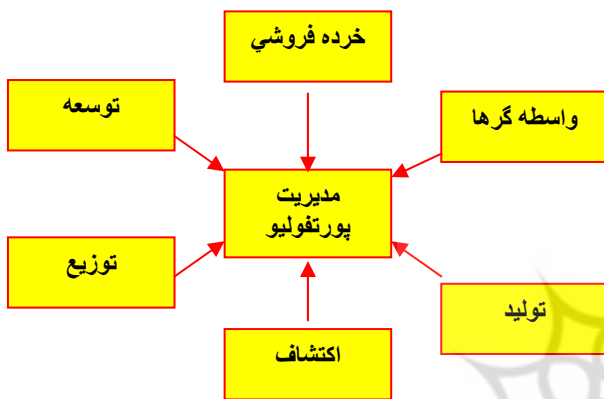 خرده فروشي
توسعه
واسطه گرها
مديريت
پورتفوليو
توزيع
توليد
اكتشاف